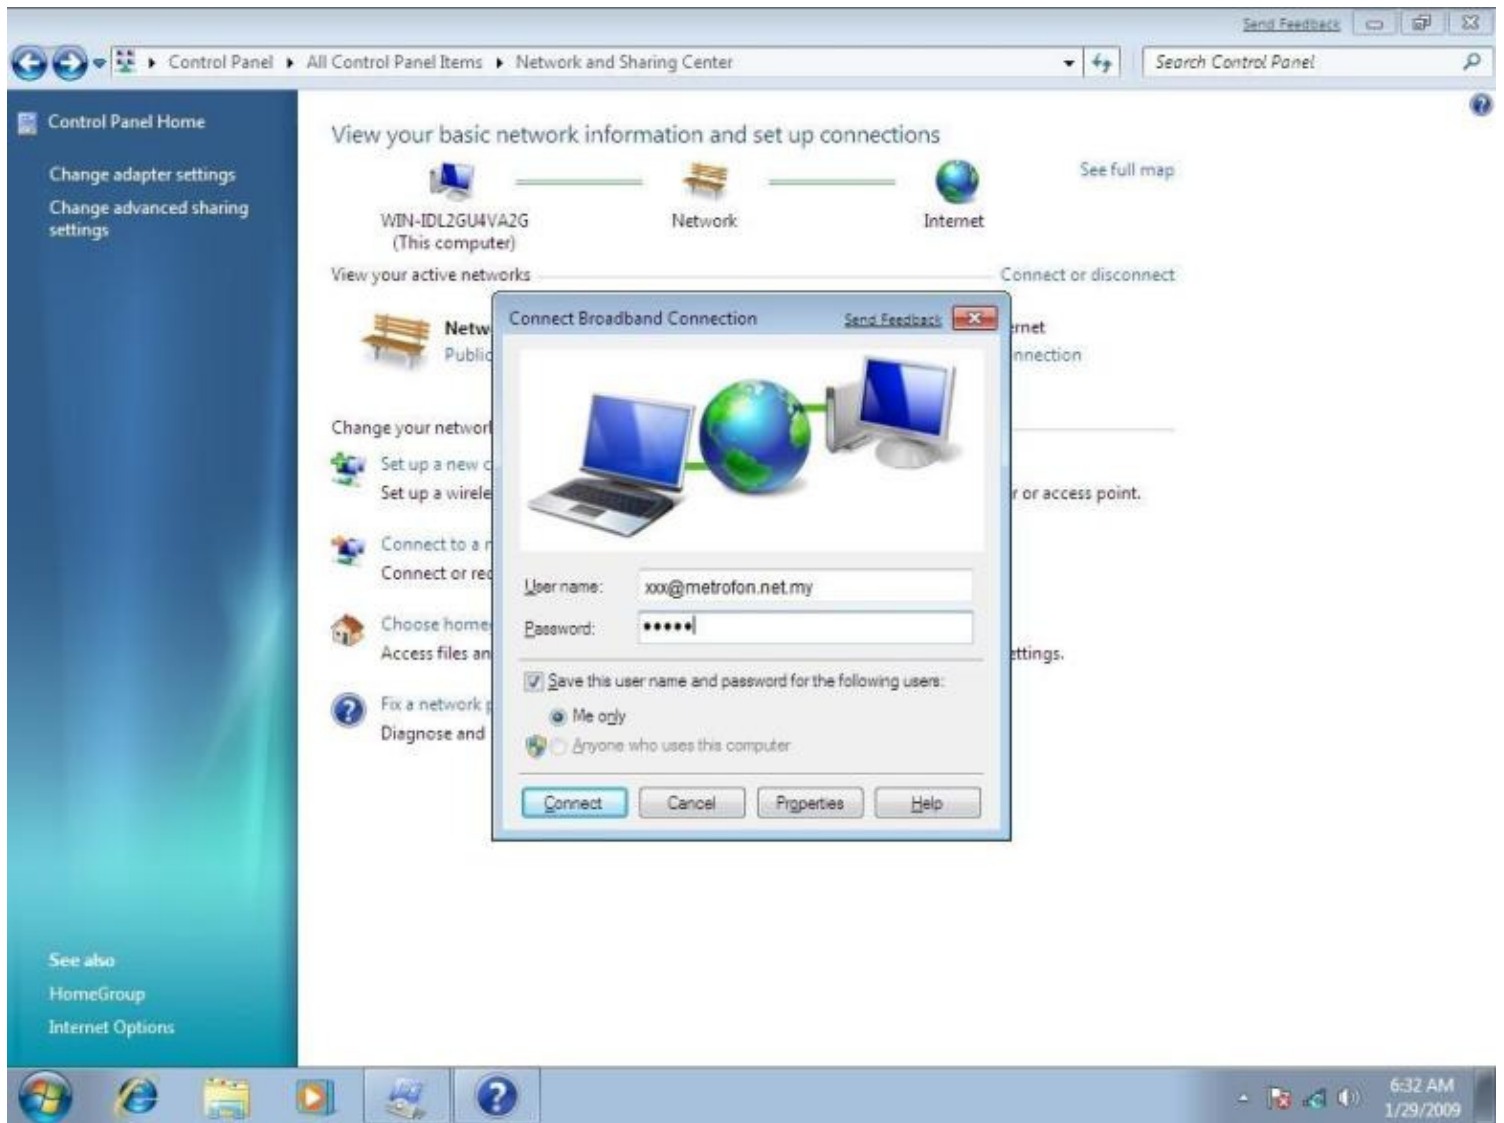 Send Feedback
Control Panel
All Control Panel Items
Network and Sharing Center
Search Control Panel
Control Panel Home
Change adapter settings
Change advanced sharing
settings
View your basic network information and set up connections
See full map
WIN-IDL2GU4VA2G
(This computer)
Network
Internet
View your active networks
Connect or disconnect
Netw
Public
ernet
nnection
Change your network
Set up a new c
Set up a wirele
r or access point.
Connect to a n
Connect or rec
Choose home
Access files an
ettings.
Fix a network p
Diagnose and
Connect Broadband Connection
Send Feedback
User name:
xxx@metrofon.net.my
Password:
•••••
Save this user name and password for the following users:
Me only
Anyone who uses this computer
Connect
Cancel
Properties
Help
See also
HomeGroup
Internet Options
6:32 AM
1/29/2009